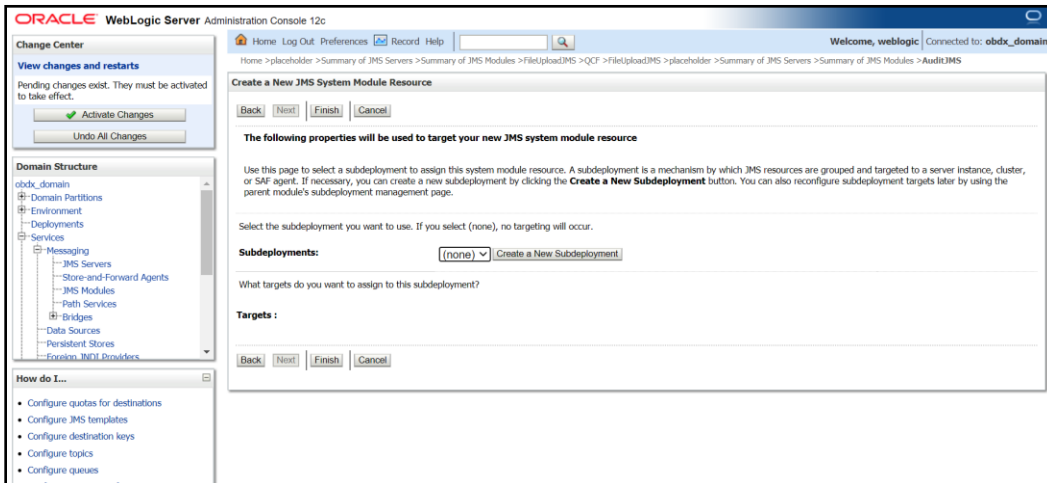 ORACLE WebLogic Server Administration Console 12c
Change Center
View changes and restarts
Pending changes exist. They must be activated
to take effect.
Activate Changes
Undo All Changes
Domain Structure
obdx_domain
Domain Partitions
Environment
Deployments
Services
Messaging
JMS Servers
Store-and-Forward Agents
JMS Modules
Path Services
Bridges
Data Sources
Persistent Stores
Foreign JNDI Providers
How do I...
Configure quotas for destinations
Configure JMS templates
Configure destination keys
Configure topics
Configure queues
Home Log Out Preferences Record Help
Welcome, weblogic Connected to: obdx_domain
Home >placeholder >Summary of JMS Servers >Summary of JMS Modules >FileUploadJMS >QCF >FileUploadJMS >placeholder >Summary of JMS Servers >Summary of JMS Modules >AuditJMS
Create a New JMS System Module Resource
Back Next Finish Cancel
The following properties will be used to target your new JMS system module resource
Use this page to select a subdeployment to assign this system module resource. A subdeployment is a mechanism by which JMS resources are grouped and targeted to a server instance, cluster,
or SAF agent. If necessary, you can create a new subdeployment by clicking the Create a New Subdeployment button. You can also reconfigure subdeployment targets later by using the
parent module's subdeployment management page.
Select the subdeployment you want to use. If you select (none), no targeting will occur.
Subdeployments: (none) Create a New Subdeployment
What targets do you want to assign to this subdeployment?
Targets :
Back Next Finish Cancel